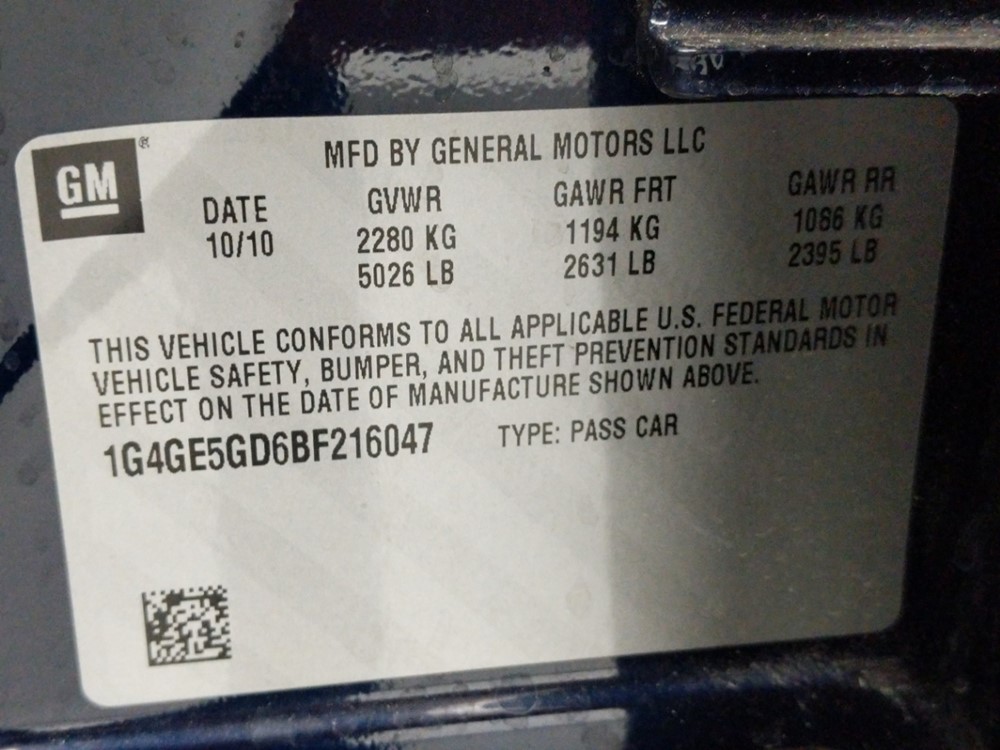 GM ®
MFD BY GENERAL MOTORS LLC
DATE GVWR GAWR FRT GAWR RR
10/10 2280 KG 1194 KG 1086 KG
5026 LB 2631 LB 2395 LB
THIS VEHICLE CONFORMS TO ALL APPLICABLE U.S. FEDERAL MOTOR
VEHICLE SAFETY, BUMPER, AND THEFT PREVENTION STANDARDS IN
EFFECT ON THE DATE OF MANUFACTURE SHOWN ABOVE.
1G4GE5GD6BF216047 TYPE: PASS CAR